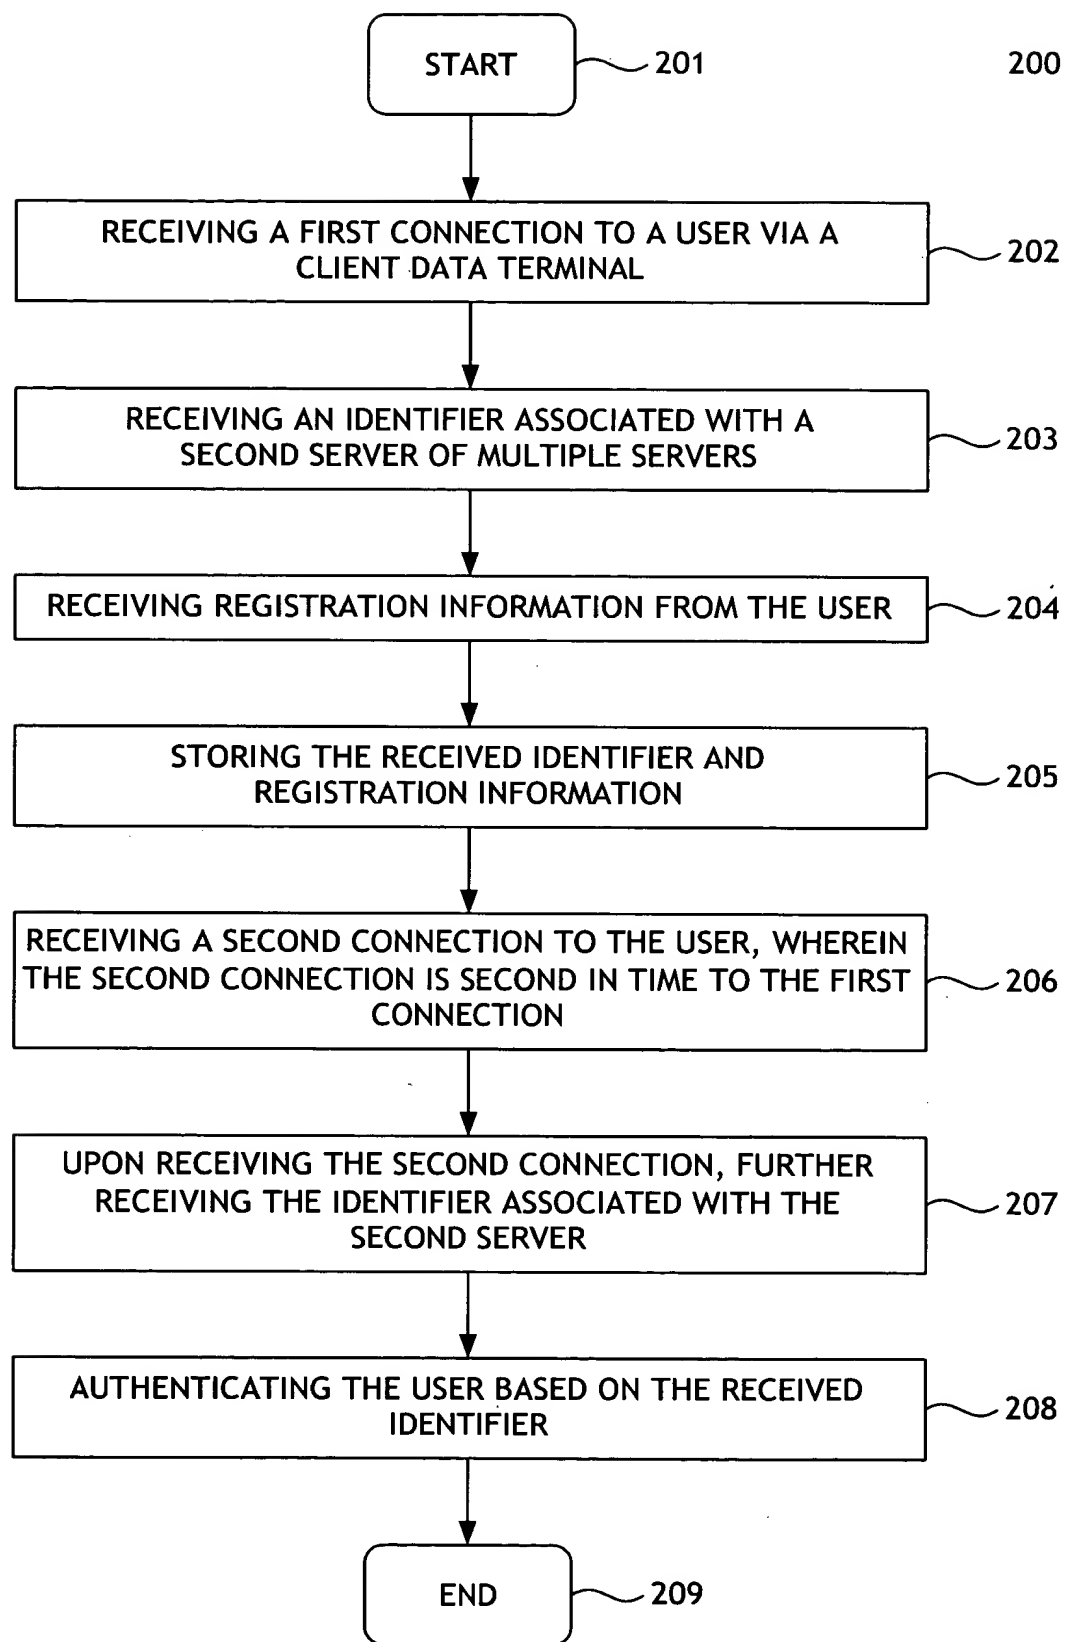 START
201
200
RECEIVING A FIRST CONNECTION TO A USER VIA A
CLIENT DATA TERMINAL
202
RECEIVING AN IDENTIFIER ASSOCIATED WITH A
SECOND SERVER OF MULTIPLE SERVERS
203
RECEIVING REGISTRATION INFORMATION FROM THE USER
204
STORING THE RECEIVED IDENTIFIER AND
REGISTRATION INFORMATION
205
RECEIVING A SECOND CONNECTION TO THE USER, WHEREIN
THE SECOND CONNECTION IS SECOND IN TIME TO THE FIRST
CONNECTION
206
UPON RECEIVING THE SECOND CONNECTION, FURTHER
RECEIVING THE IDENTIFIER ASSOCIATED WITH THE
SECOND SERVER
207
AUTHENTICATING THE USER BASED ON THE RECEIVED
IDENTIFIER
208
END
209